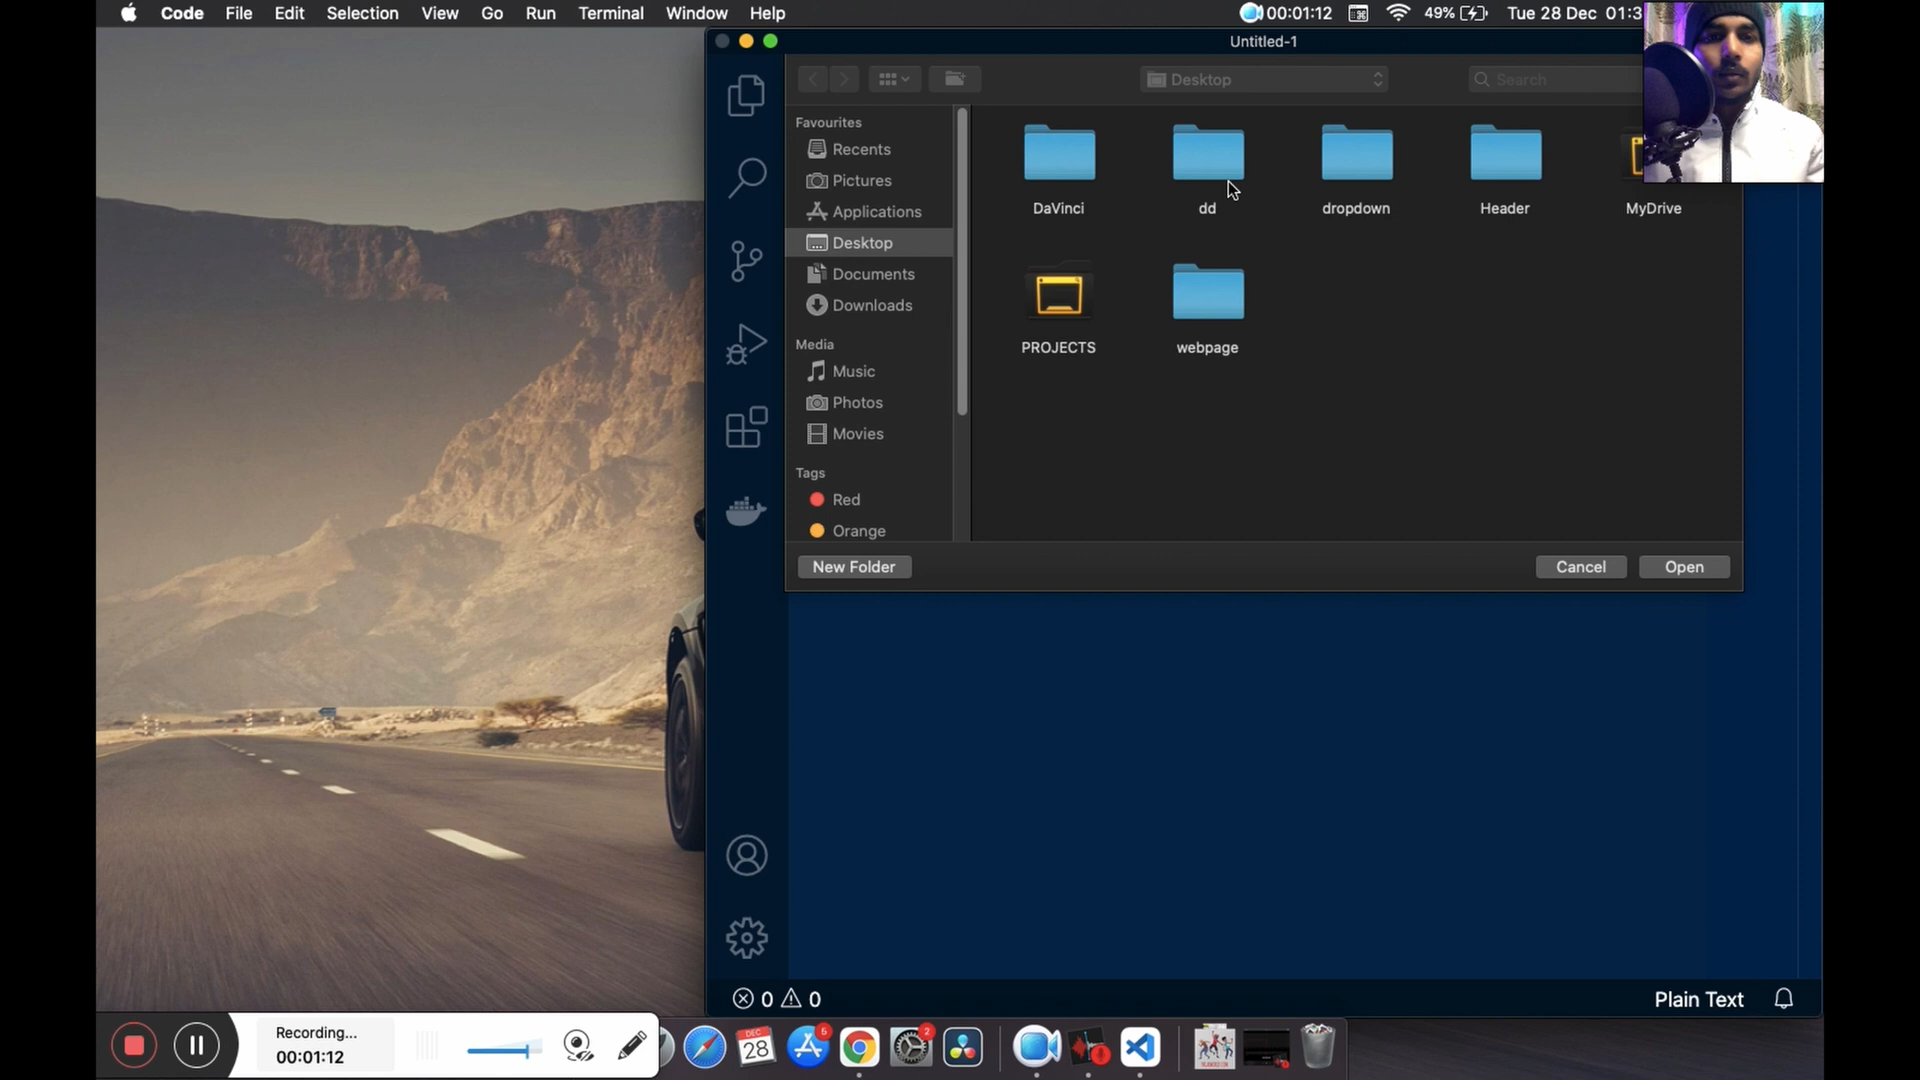 Code File Edit Selection View Go Run Terminal Window Help 00:01:12 49% Tue 28 Dec 01:3
Untitled-1
Desktop
Search
Favourites
Recents
Pictures
Applications
Desktop
Documents
Downloads
Media
Music
Photos
Movies
Tags
Red
Orange
DaVinci dd dropdown Header MyDrive
PROJECTS webpage
New Folder Cancel Open
0 0 Plain Text
Recording...
00:01:12
DEC
28
5
2